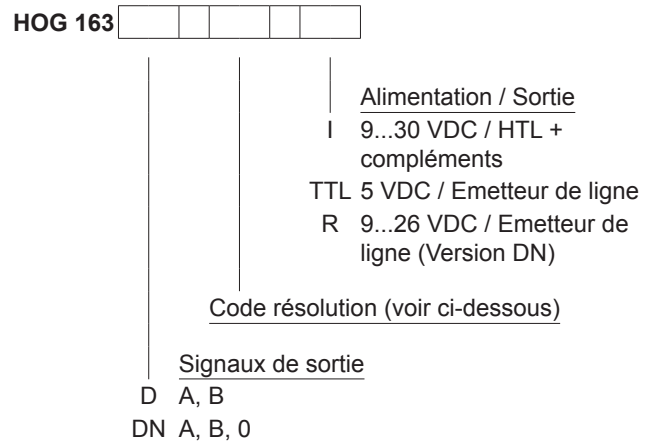 HOG 163
Alimentation / Sortie
I 9...30 VDC / HTL +
compléments
TTL 5 VDC / Emetteur de ligne
R 9...26 VDC / Emetteur de
ligne (Version DN)
Code résolution (voir ci-dessous)
Signaux de sortie
D A, B
DN A, B, 0